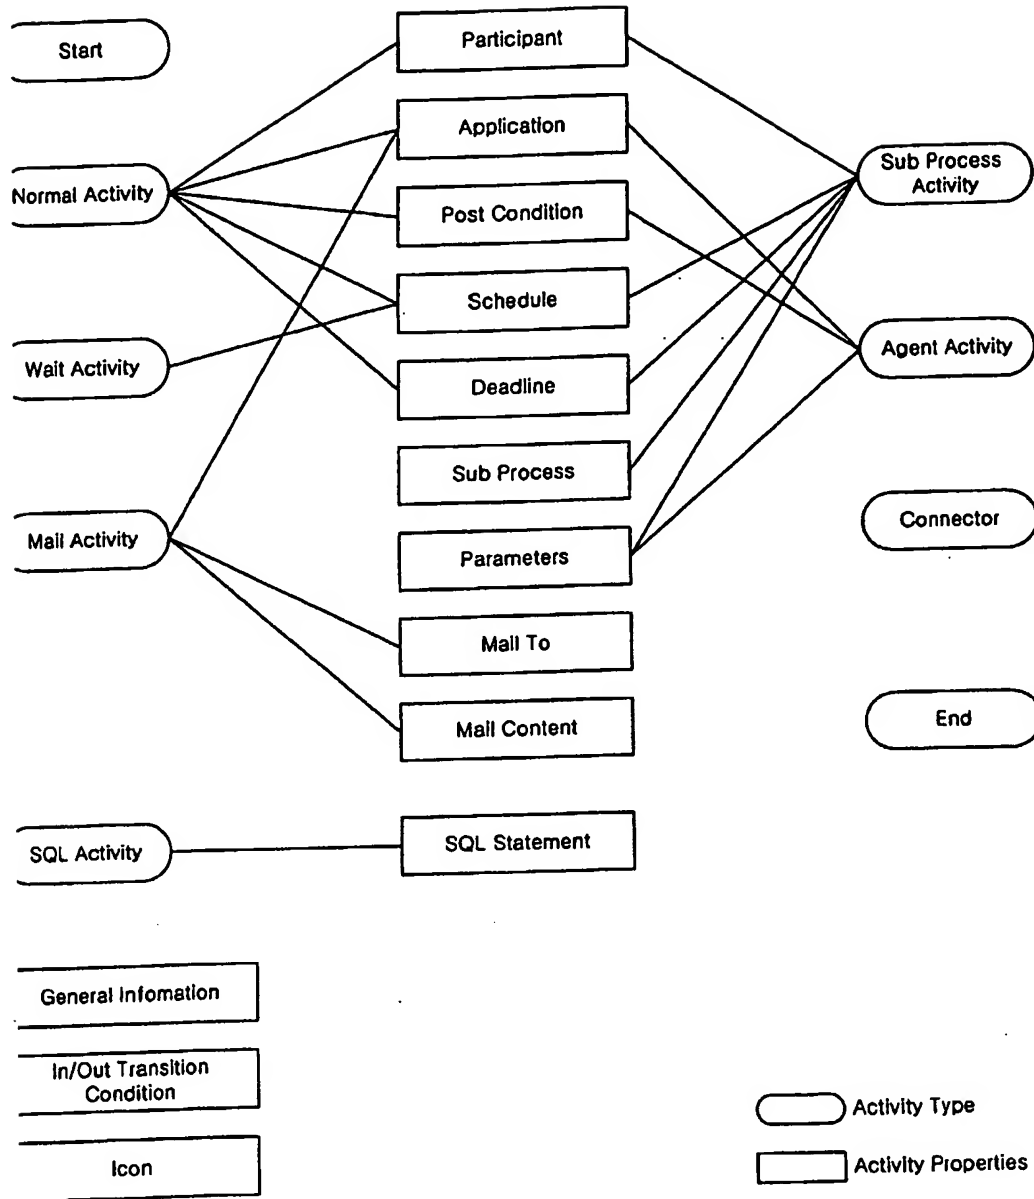 Start
Participant
Application
Normal Activity
Sub Process
Activity
Post Condition
Schedule
Wait Activity
Agent Activity
Deadline
Sub Process
Mail Activity
Connector
Parameters
Mail To
Mail Content
End
SQL Activity
SQL Statement
General Infomation
In/Out Transition
Condition
Icon
Activity Type
Activity Properties